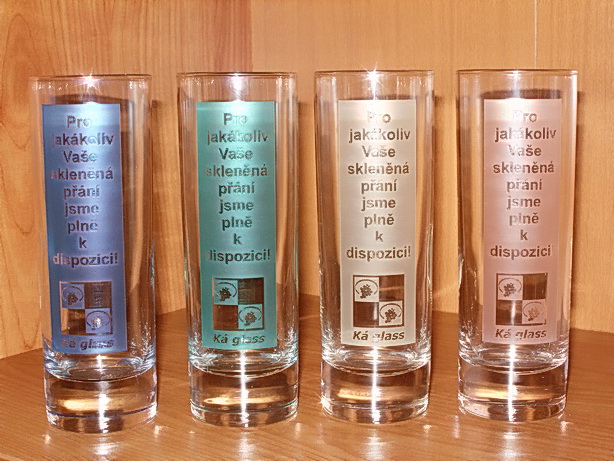 Pro
jakákoliv
Vaše
skleněná
přání
jsme
plně
k
dispozici!
Ká glass
Pro
jakákoliv
Vaše
skleněná
přání
jsme
plně
k
dispozici!
Ká glass
Pro
jakákoliv
Vaše
skleněná
přání
jsme
plně
k
dispozici!
Ká glass
Pro
jakákoliv
Vaše
skleněná
přání
jsme
plně
k
dispozici
Ká glass